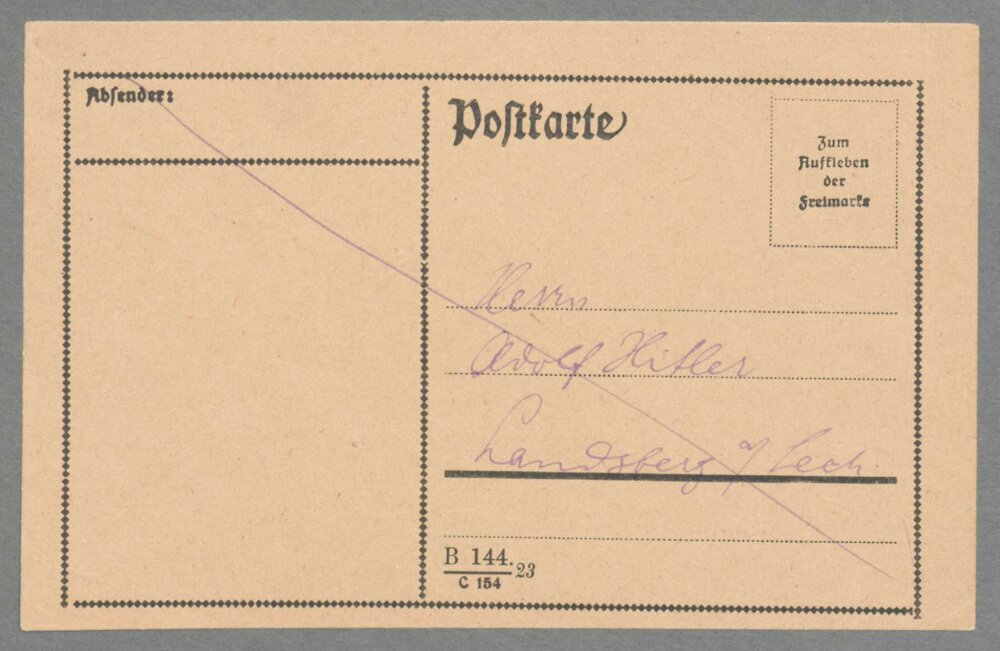 Absender:
Postkarte
Zum
Aufkleben
der
Freimarke
Herrn
Adolf Hitler
Landsberg a/Lech.
B 144. 23
C 154